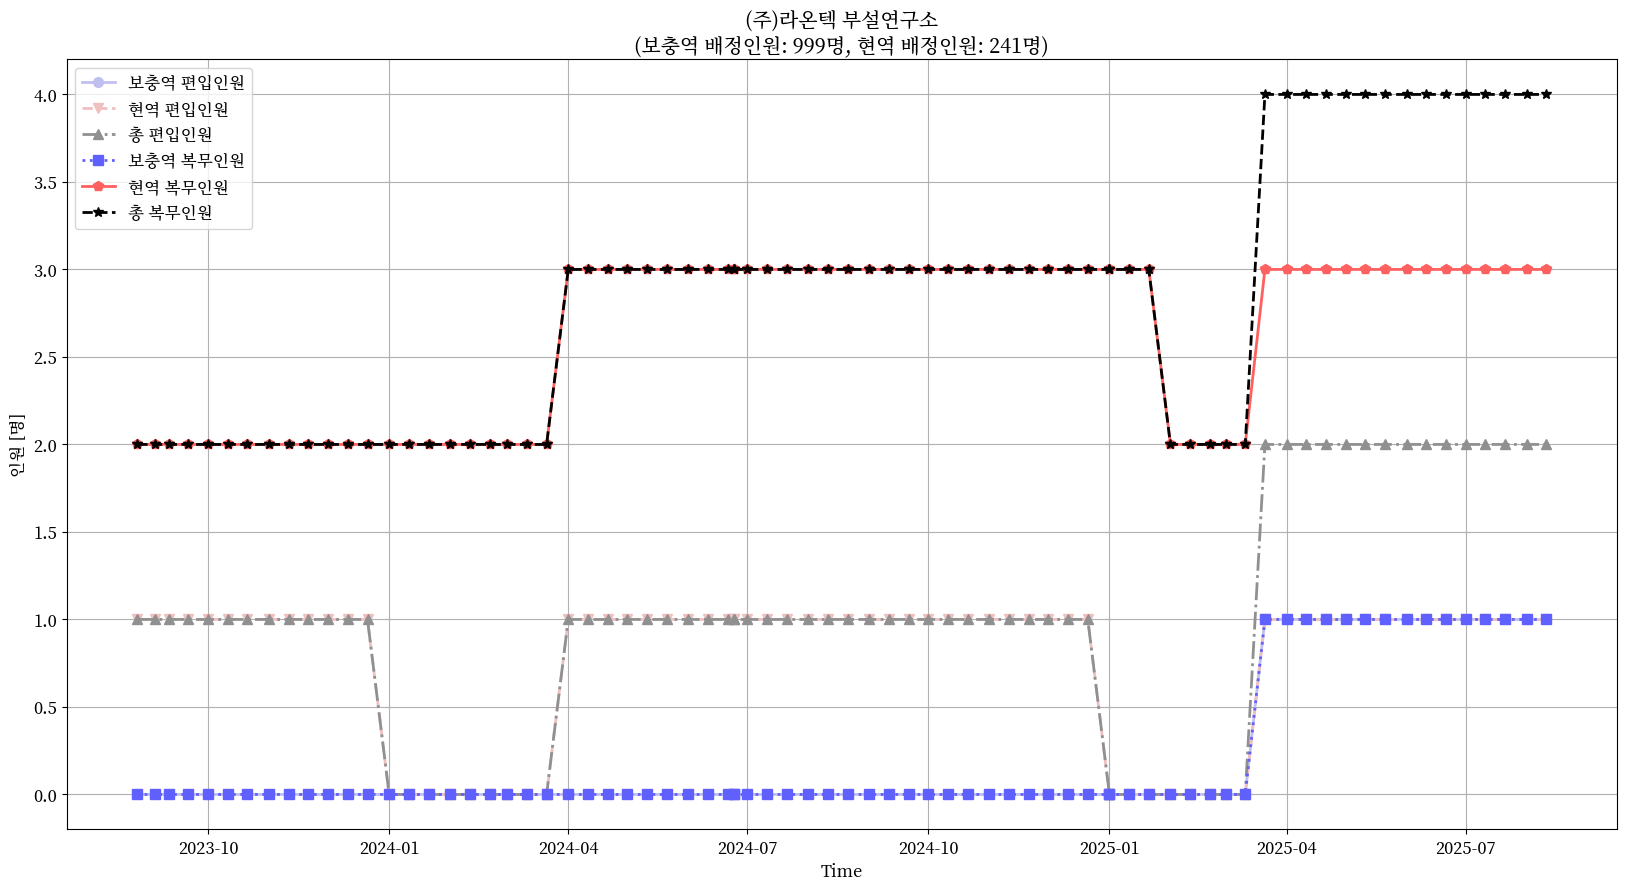 (주)라온텍 부설연구소
(보충역 배정인원: 999명, 현역 배정인원: 241명)
보충역 편입인원
현역 편입인원
총 편입인원
보충역 복무인원
현역 복무인원
총 복무인원
4.0
3.5
3.0
2.5
2.0
1.5
1.0
0.5
0.0
인원 [명]
2023-10
2024-01
2024-04
2024-07
2024-10
2025-01
2025-04
2025-07
Time